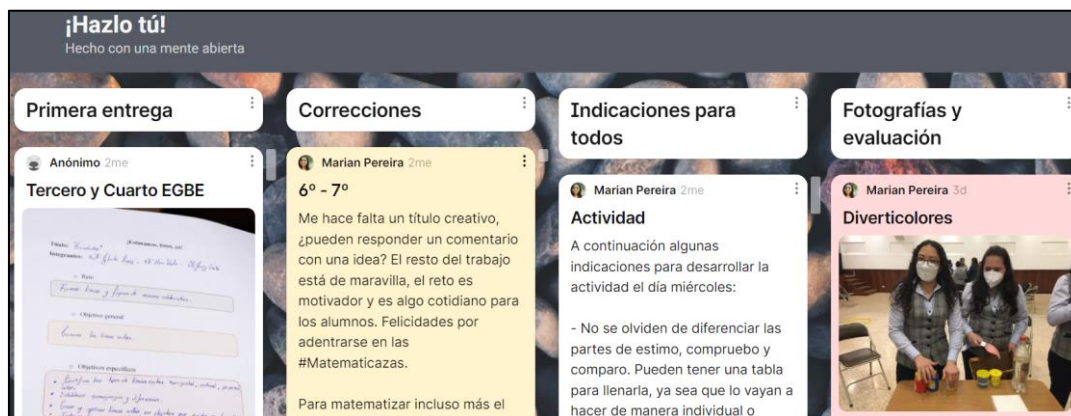 ¡Hazlo tú!
Hecho con una mente abierta
Primera entrega
Anónimo 2me
Tercero y Cuarto EGBE
¡Estimamos, luego, sé!
Título:
Integrantes:
Reto
Objetivo general
Objetivos específicos
Correcciones
Marian Pereira 2me
6º - 7º
Me hace falta un título creativo,
¿pueden responder un comentario
con una idea? El resto del trabajo
está de maravilla, el reto es
motivador y es algo cotidiano para
los alumnos. Felicidades por
adentrarse en las
#Matematicazas.
Para matematizar incluso más el
Indicaciones para
todos
Marian Pereira 2me
Actividad
A continuación algunas
indicaciones para desarrollar la
actividad el día miércoles:
- No se olviden de diferenciar las
partes de estimo, compruebo y
comparo. Pueden tener una tabla
para llenarla, ya sea que lo vayan a
hacer de manera individual o
Fotografías y
evaluación
Marian Pereira 3d
Diverticolores